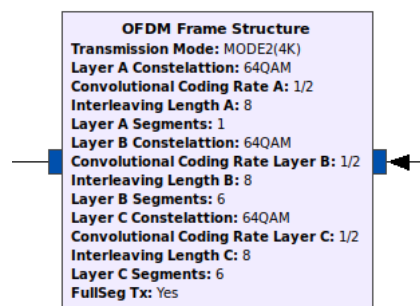 OFDM Frame Structure
Transmission Mode: MODE2(4K)
Layer A Constelattion: 64QAM
Convolutional Coding Rate A: 1/2
Interleaving Length A: 8
Layer A Segments: 1
Layer B Constelattion: 64QAM
Convolutional Coding Rate Layer B: 1/2
Interleaving Length B: 8
Layer B Segments: 6
Layer C Constelattion: 64QAM
Convolutional Coding Rate Layer C: 1/2
Interleaving Length C: 8
Layer C Segments: 6
FullSeg Tx: Yes